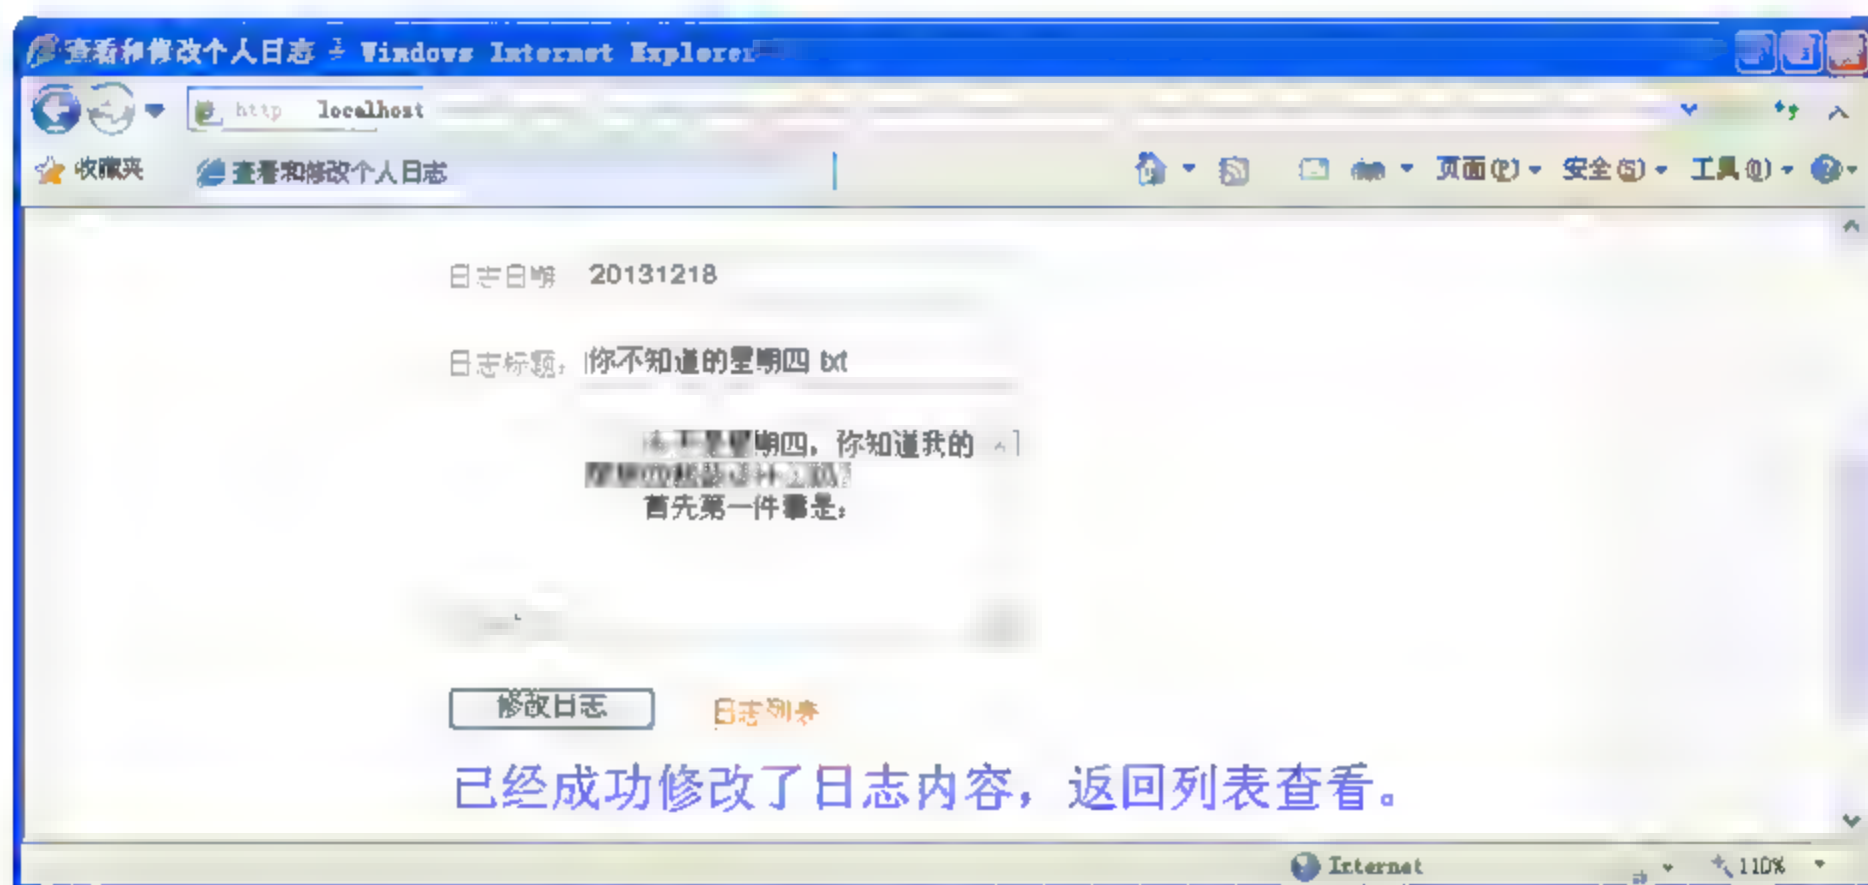 查看和修改个人日志 - Windows Internet Explorer
http localhost
收藏夹 查看和修改个人日志 页面(P) 安全(S) 工具(O)
日志日期 20131218
日志标题: 你不知道的星期四 txt
期四，你知道我的
首先第一件事是:
修改日志 日志列表
已经成功修改了日志内容，返回列表查看。
Internet 110%